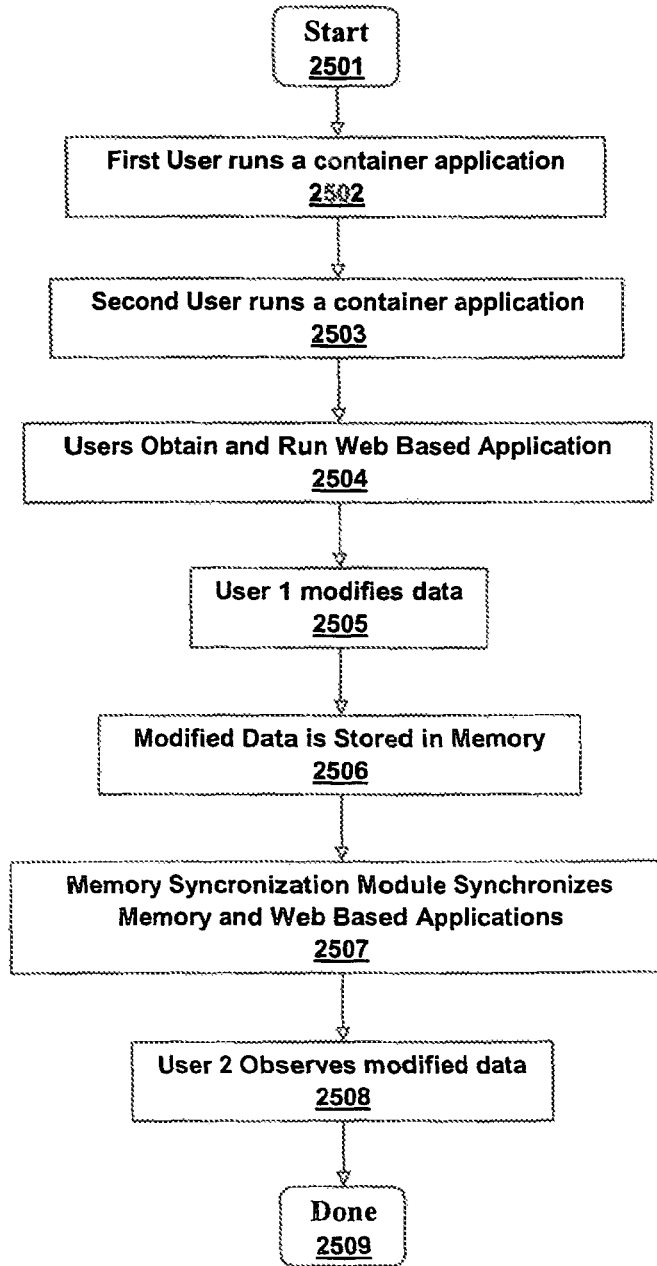 Start
2501
First User runs a container application
2502
Second User runs a container application
2503
Users Obtain and Run Web Based Application
2504
User 1 modifies data
2505
Modified Data is Stored in Memory
2506
Memory Syncronization Module Synchronizes
Memory and Web Based Applications
2507
User 2 Observes modified data
2508
Done
2509